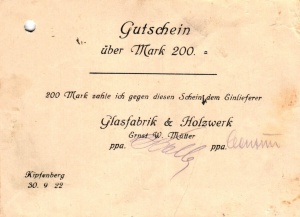 Gutschein
über Mark 200.
200 Mark zahle ich gegen diesen Schein dem Einlieferer
Glasfabrik & Holzwerk
Ernst W. Mütter
ppa. ppa.
Kipfenberg
30. 9. 22